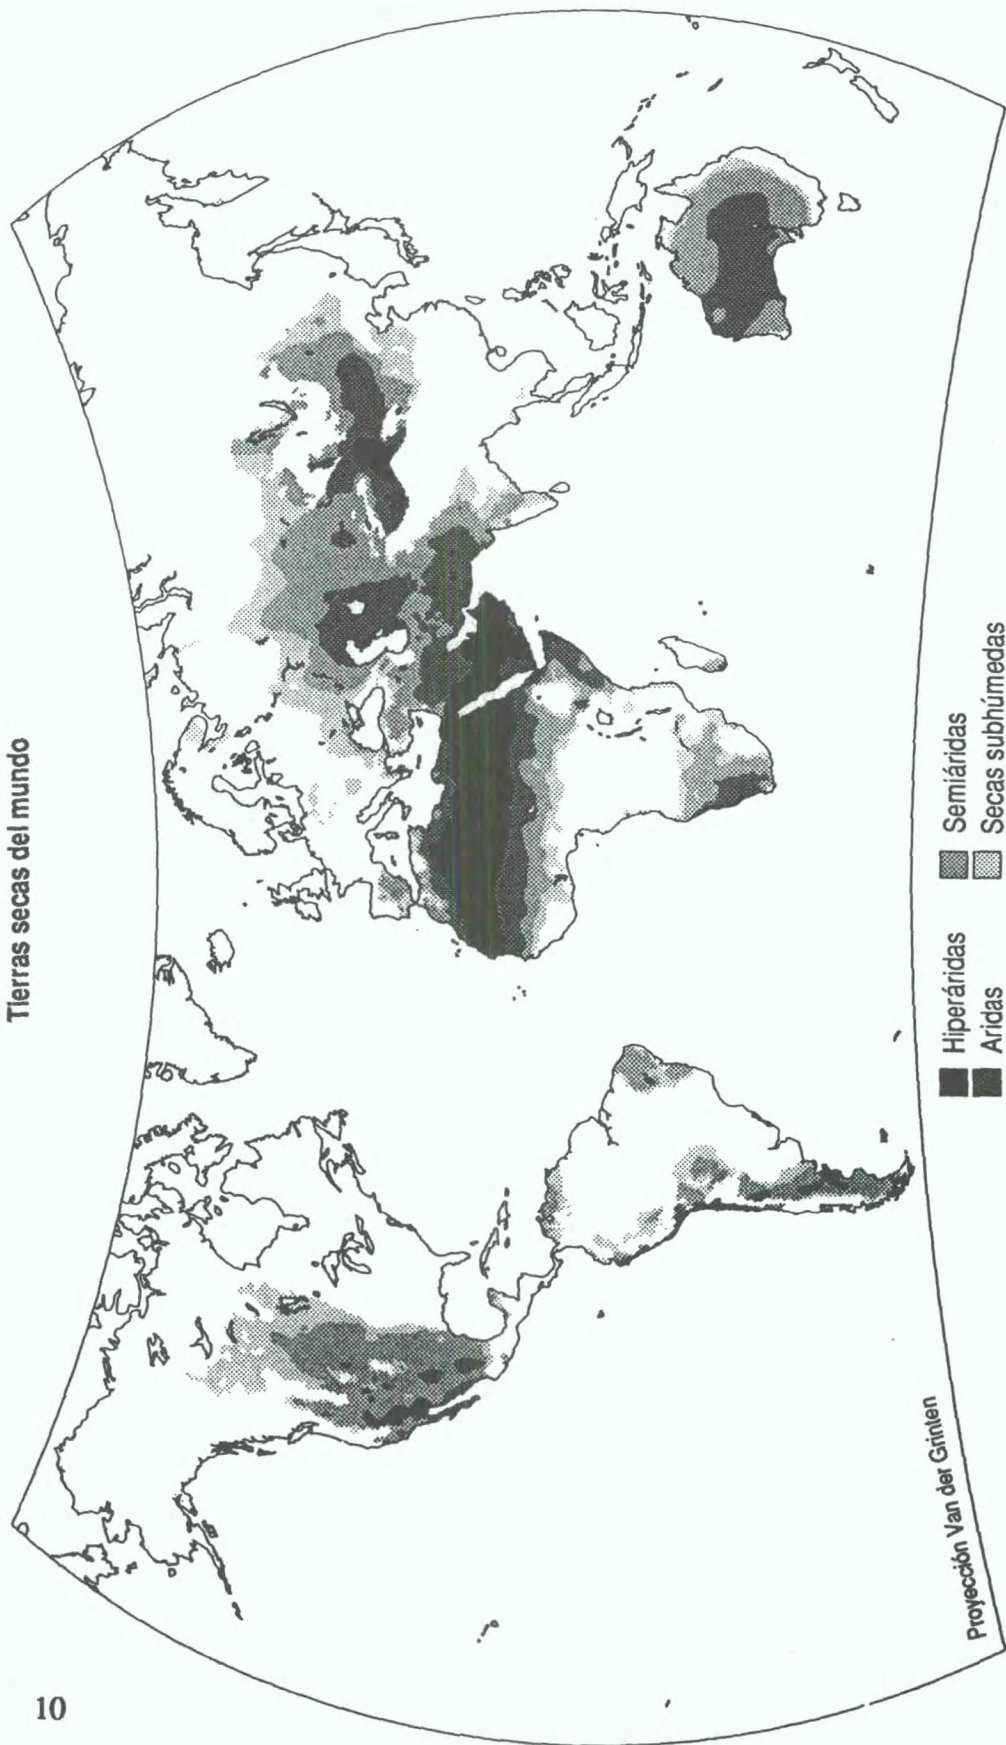 10
Tierras secas del mundo
Proyección Van der Grinten
Hiperáridas
Aridas
Semiáridas
Secas subhúmedas